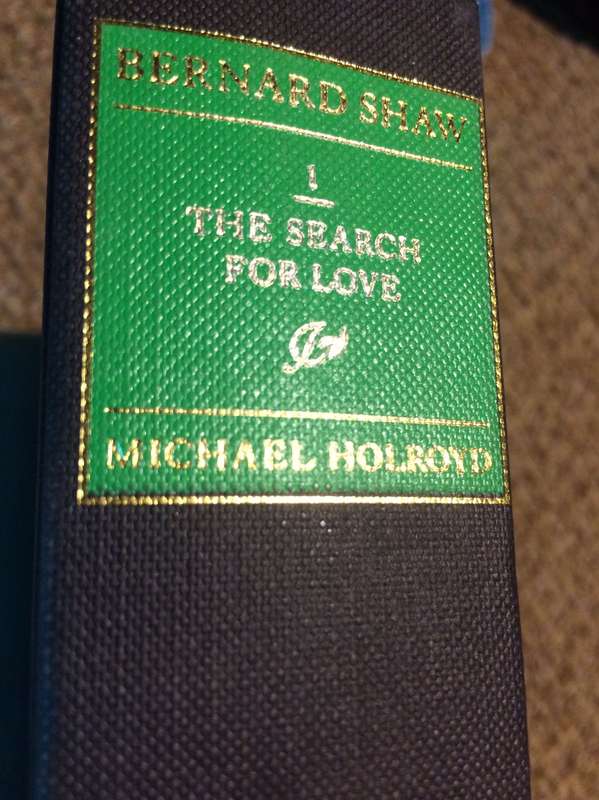 BERNARD SHAW
1
THE SEARCH
FOR LOVE
MICHAEL HOLROYD